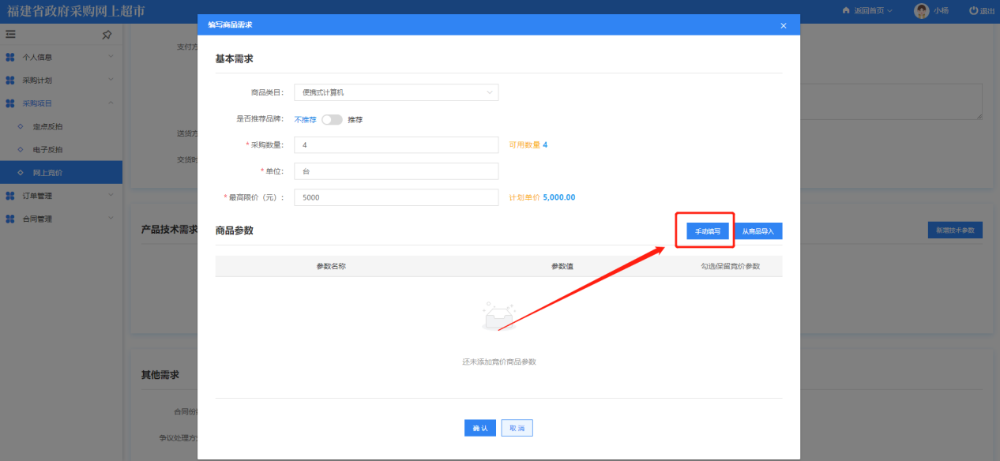 福建省政府采购网上超市
返回首页
小杨
退出
个人信息
采购计划
采购项目
定点反拍
电子反拍
网上竞价
订单管理
合同管理
支付方
送货方
交货时
产品技术需求
新增技术参数
其他需求
合同份
争议处理方
编写商品需求
基本需求
商品类目： 便携式计算机
是否推荐品牌： 不推荐 推荐
*采购数量： 4 可用数量 4
*单位： 台
*最高限价（元）： 5000 计划单价 5,000.00
商品参数 手动填写 从商品导入
参数名称 参数值 勾选保留竞价参数
还未添加竞价商品参数
确认 取消